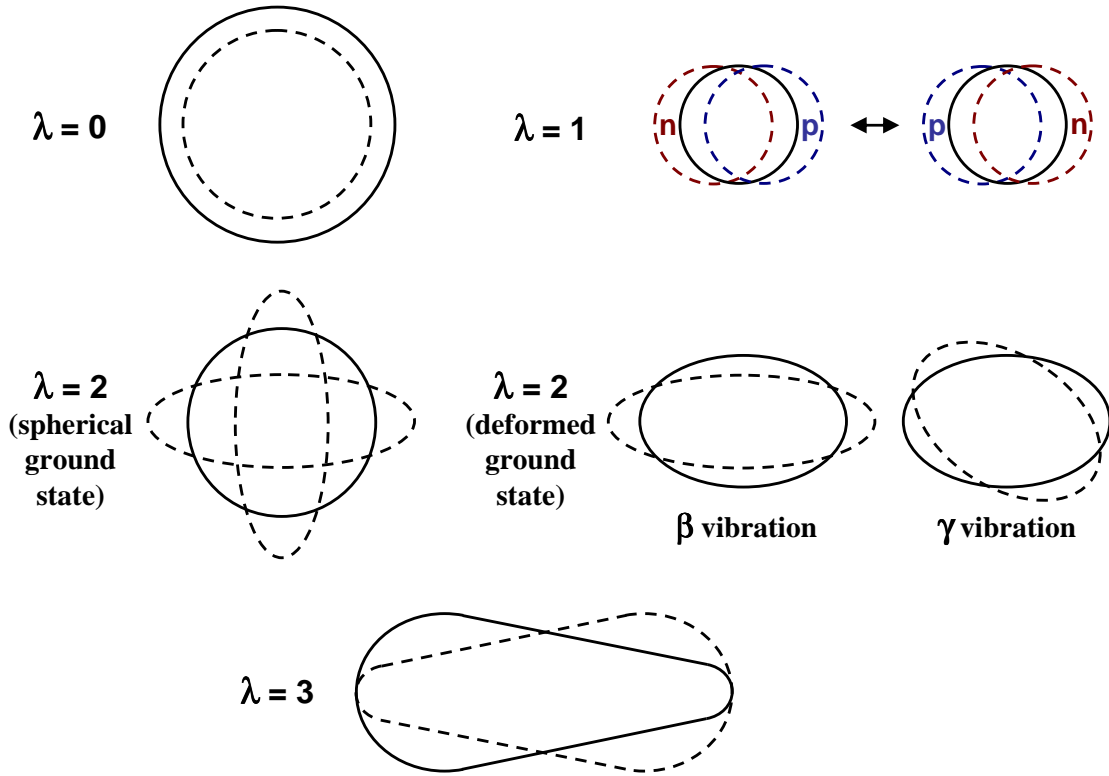 λ = 0
λ = 1
n p p n
λ = 2
(spherical
ground
state)
λ = 2
(deformed
ground
state)
β vibration
γ vibration
λ = 3